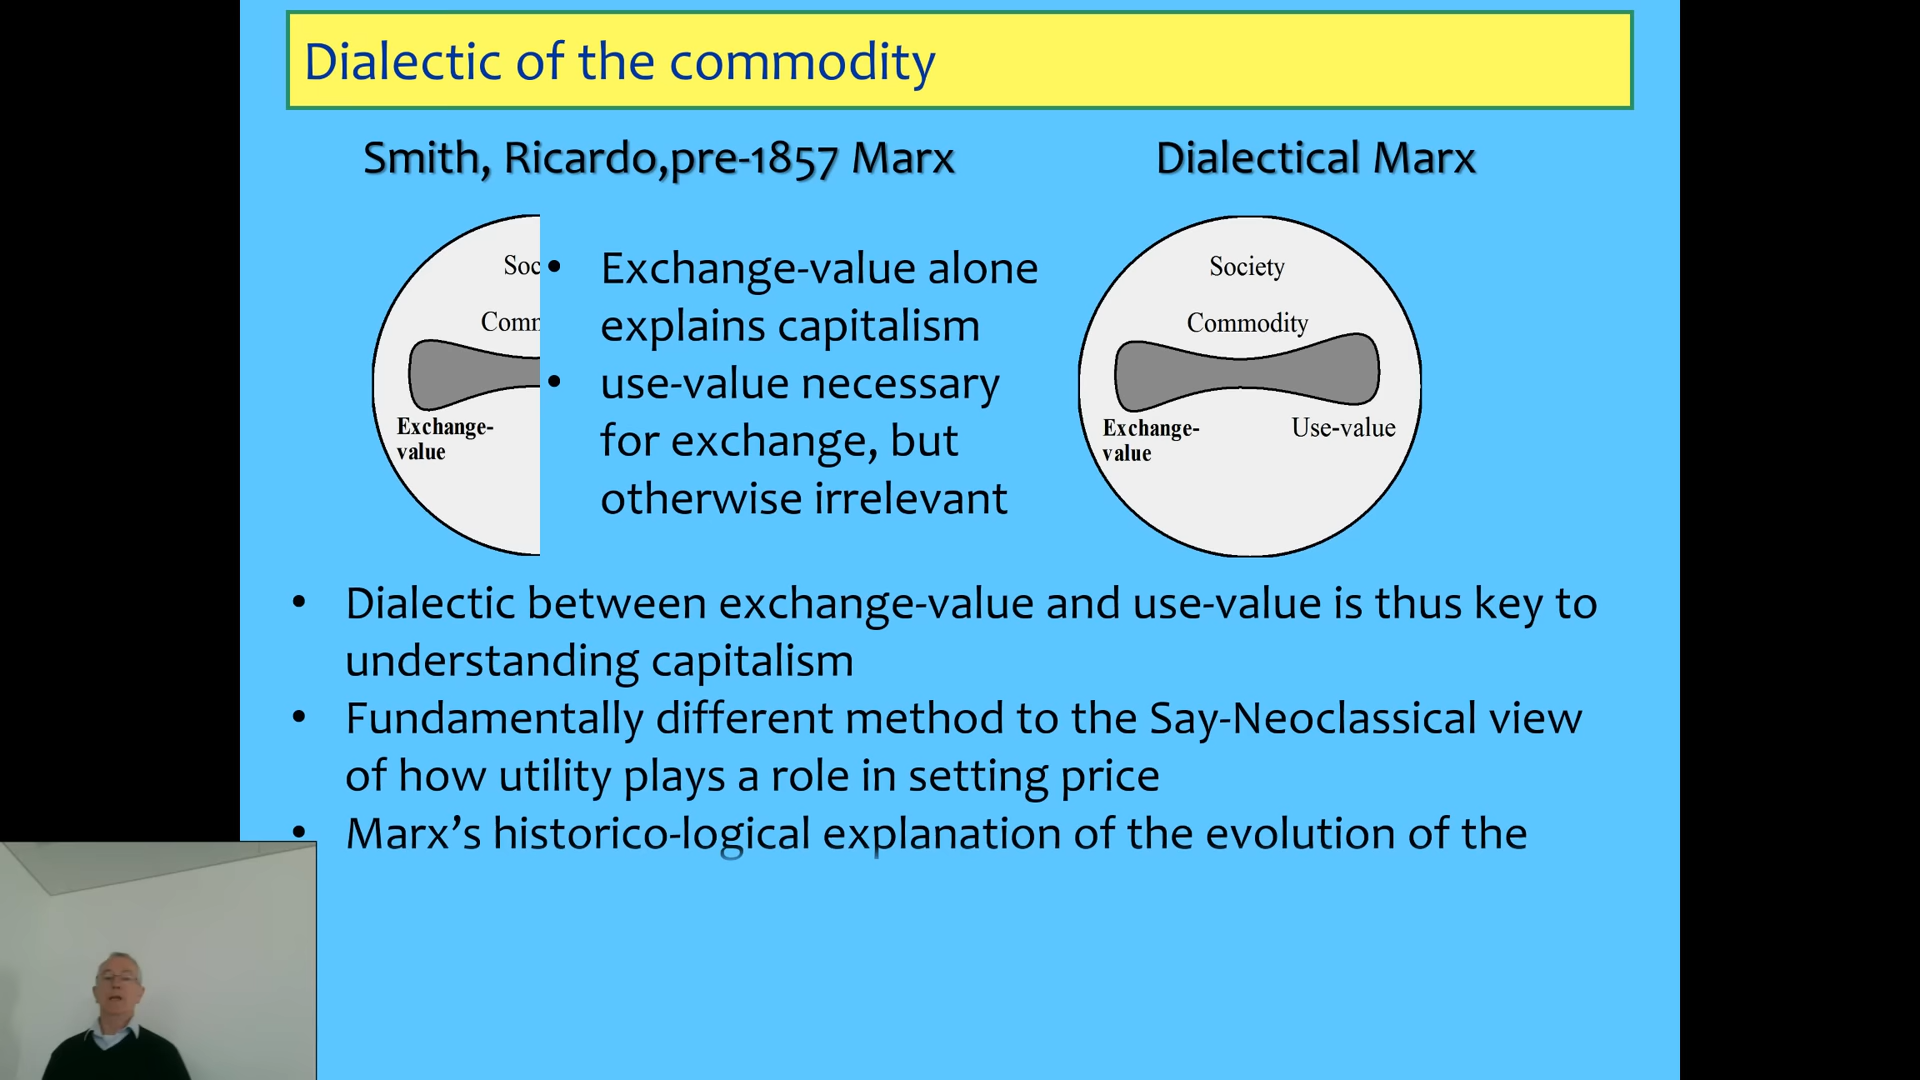 Dialectic of the commodity
Smith, Ricardo,pre-1857 Marx
Soc
Comm
Exchange-
value
• Exchange-value alone
explains capitalism
• use-value necessary
for exchange, but
otherwise irrelevant
Dialectical Marx
Society
Commodity
Exchange-
value
Use-value
• Dialectic between exchange-value and use-value is thus key to
understanding capitalism
• Fundamentally different method to the Say-Neoclassical view
of how utility plays a role in setting price
• Marx’s historico-logical explanation of the evolution of the